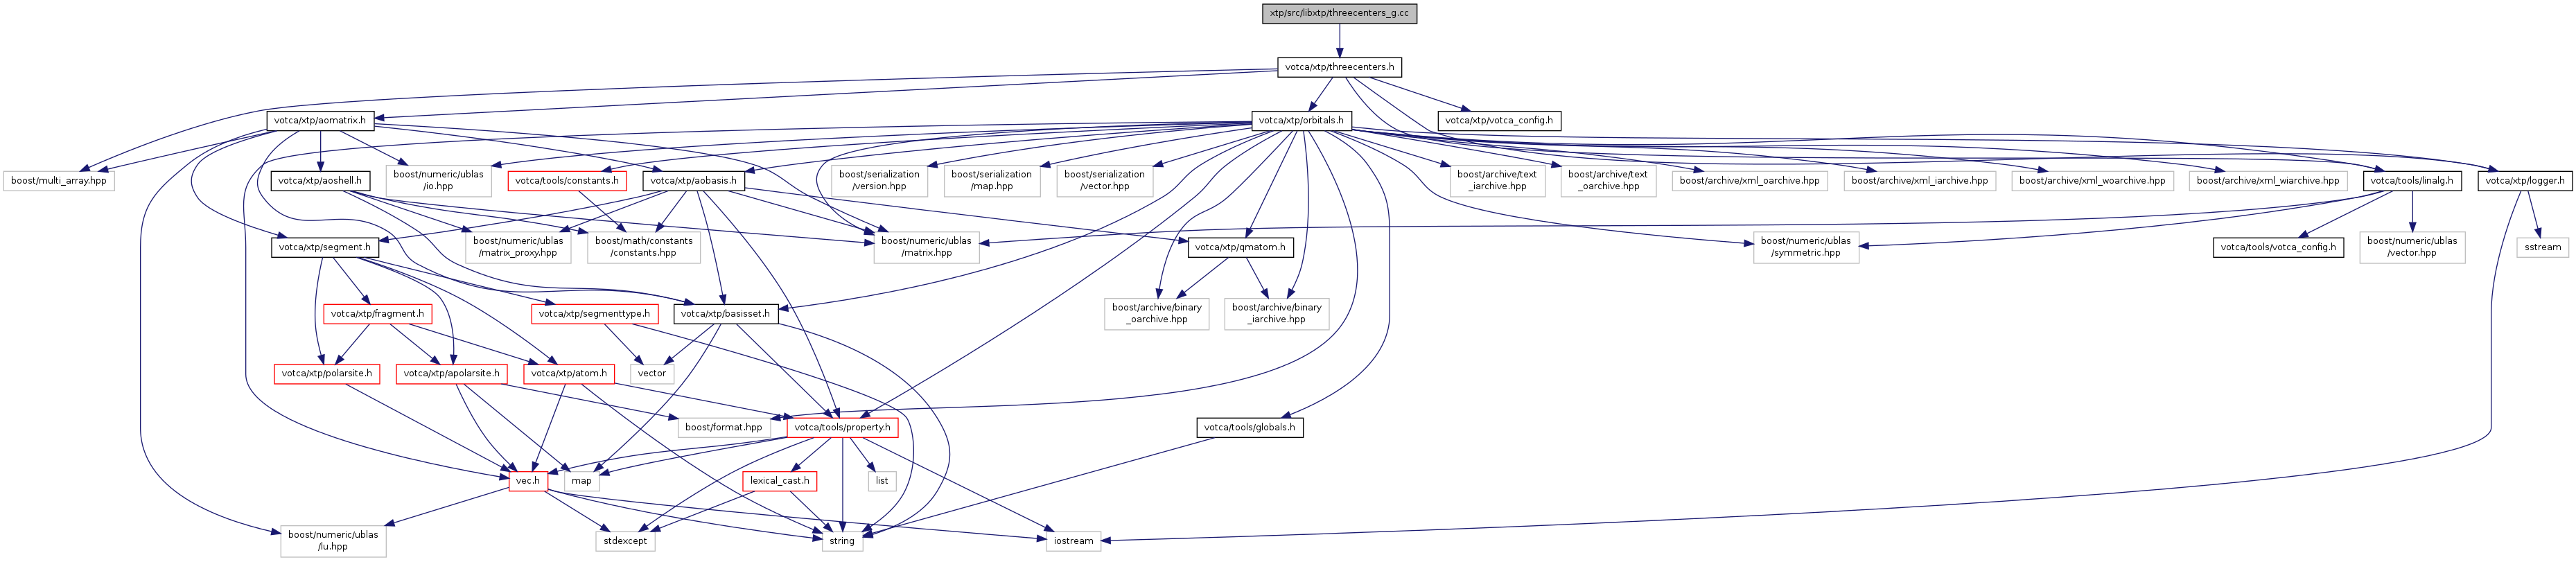 xtp/src/libxtp/threecenters_g.cc
votca/xtp/threecenters.h
votca/xtp/aomatrix.h
votca/xtp/orbitals.h
votca/xtp/votca_config.h
boost/multi_array.hpp
votca/xtp/aoshell.h
boost/numeric/ublas
/io.hpp
votca/tools/constants.h
votca/xtp/aobasis.h
boost/serialization
/version.hpp
boost/serialization
/map.hpp
boost/serialization
/vector.hpp
boost/archive/text
_iarchive.hpp
boost/archive/text
_oarchive.hpp
boost/archive/xml_oarchive.hpp
boost/archive/xml_iarchive.hpp
boost/archive/xml_woarchive.hpp
boost/archive/xml_wiarchive.hpp
votca/tools/linalg.h
votca/xtp/logger.h
votca/xtp/segment.h
boost/numeric/ublas
/matrix_proxy.hpp
boost/math/constants
/constants.hpp
boost/numeric/ublas
/matrix.hpp
votca/xtp/qmatom.h
boost/numeric/ublas
/symmetric.hpp
votca/tools/votca_config.h
boost/numeric/ublas
/vector.hpp
sstream
votca/xtp/fragment.h
votca/xtp/segmenttype.h
votca/xtp/basisset.h
boost/archive/binary
_oarchive.hpp
boost/archive/binary
_iarchive.hpp
votca/xtp/polarsite.h
votca/xtp/apolarsite.h
votca/xtp/atom.h
vector
boost/format.hpp
votca/tools/property.h
votca/tools/globals.h
vec.h
map
lexical_cast.h
list
boost/numeric/ublas
/lu.hpp
stdexcept
string
iostream